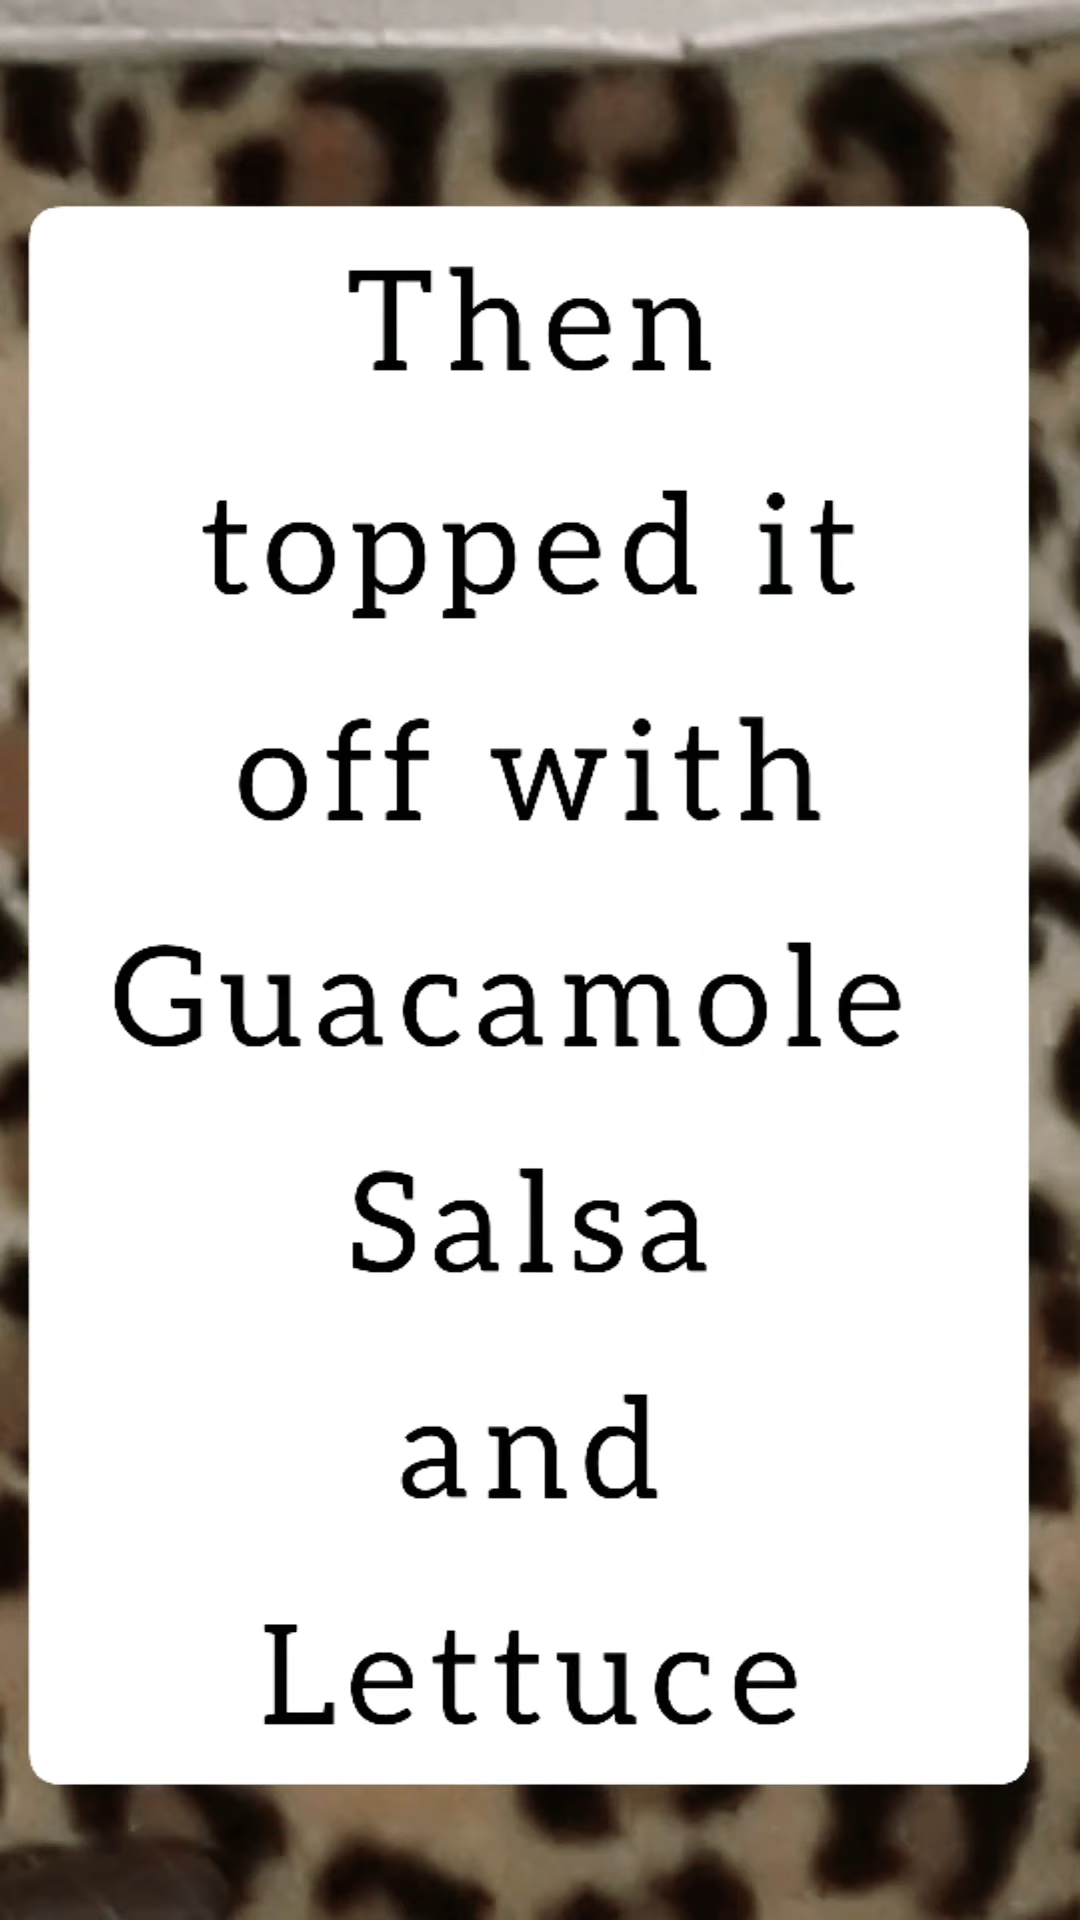 Then
topped it
off with
Guacamole
Salsa
and
Lettuce